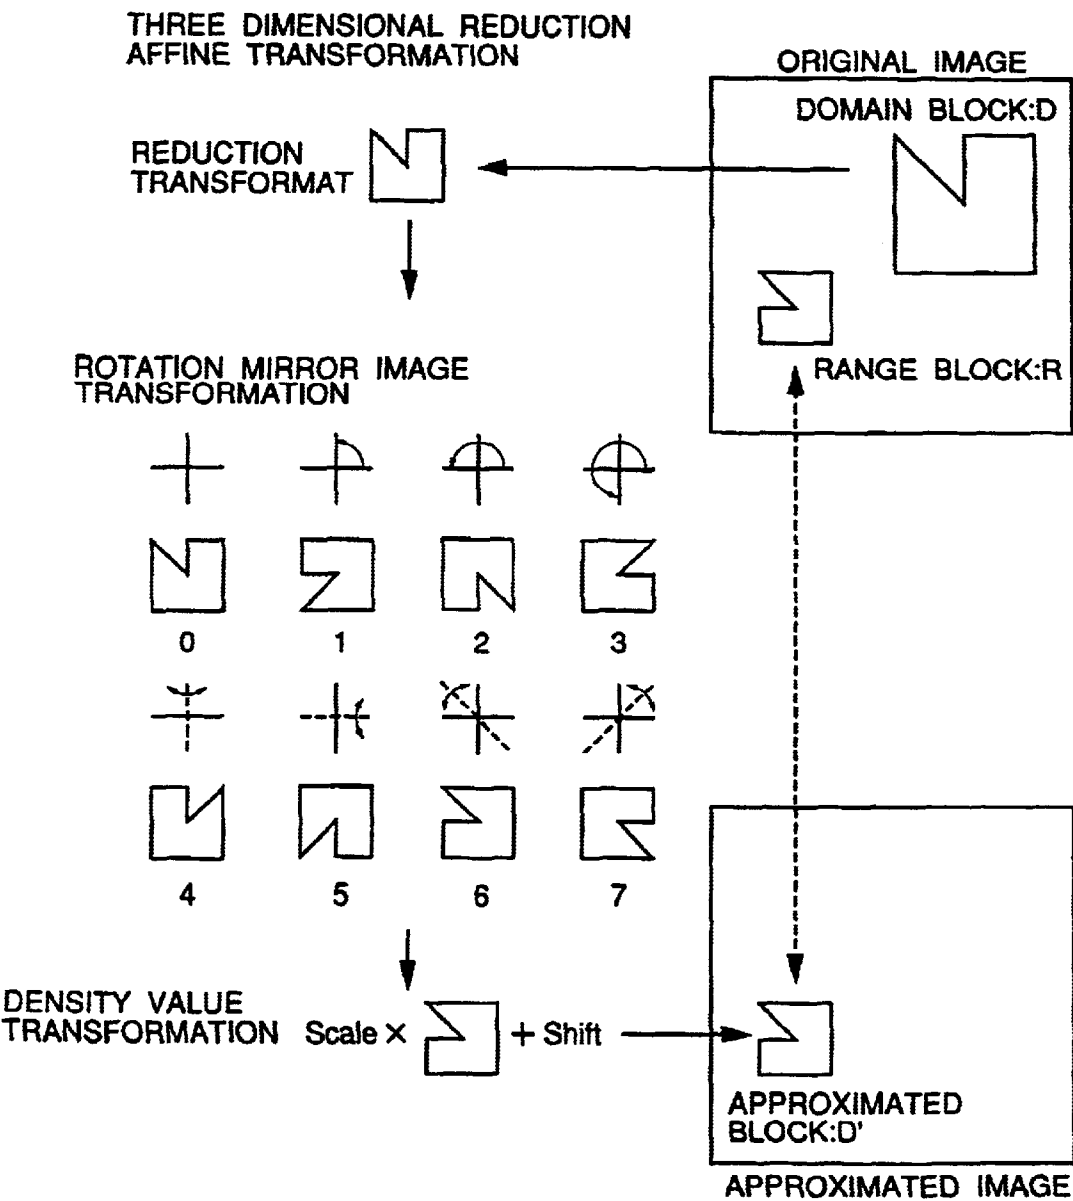 THREE DIMENSIONAL REDUCTION
AFFINE TRANSFORMATION
ORIGINAL IMAGE
DOMAIN BLOCK:D
REDUCTION
TRANSFORMAT
RANGE BLOCK:R
ROTATION MIRROR IMAGE
TRANSFORMATION
0 1 2 3
4 5 6 7
DENSITY VALUE
TRANSFORMATION Scale × + Shift
APPROXIMATED
BLOCK:D'
APPROXIMATED IMAGE